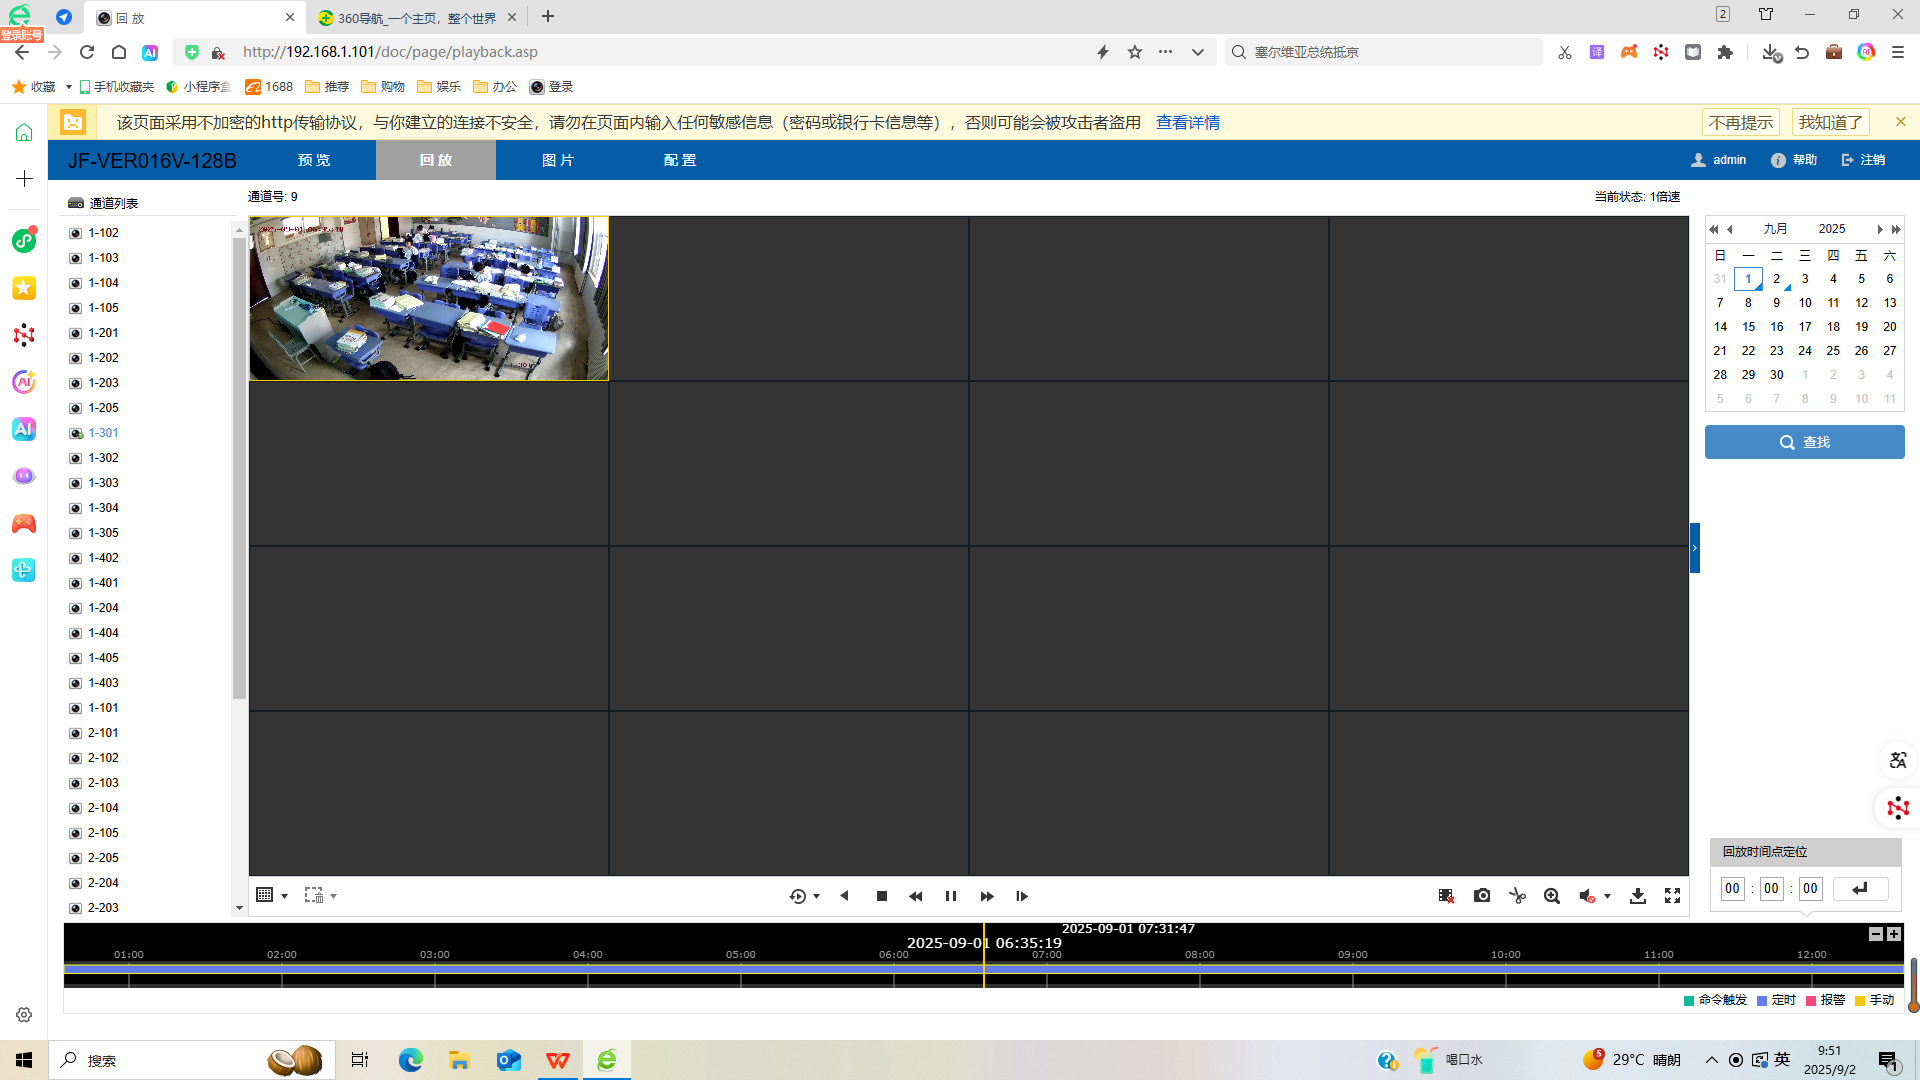 登录账号
回 放
360导航_一个主页，整个世界
2
AI
http://192.168.1.101/doc/page/playback.asp
塞尔维亚总统抵京
译
收藏
手机收藏夹
小程序盒
1688
推荐
购物
娱乐
办公
登录
该页面采用不加密的http传输协议，与你建立的连接不安全，请勿在页面内输入任何敏感信息（密码或银行卡信息等），否则可能会被攻击者盗用 查看详情
不再提示
我知道了
JF-VER016V-128B
预览
回放
图片
配置
admin
帮助
注销
通道列表
通道号: 9
当前状态: 1倍速
1-102
1-103
1-104
1-105
1-201
1-202
1-203
1-205
1-301
1-302
1-303
1-304
1-305
1-402
1-401
1-204
1-404
1-405
1-403
1-101
2-101
2-102
2-103
2-104
2-105
2-205
2-204
2-203
九月 2025
日 一 二 三 四 五 六
31 1 2 3 4 5 6
7 8 9 10 11 12 13
14 15 16 17 18 19 20
21 22 23 24 25 26 27
28 29 30 1 2 3 4
5 6 7 8 9 10 11
查找
回放时间点定位
00 : 00 : 00
2025-09-01 07:31:47
2025-09-01 06:35:19
01:00 02:00 03:00 04:00 05:00 06:00 07:00 08:00 09:00 10:00 11:00 12:00
命令触发 定时 报警 手动
搜索
喝口水
5
29°C 晴朗
英
9:51
2025/9/2
1